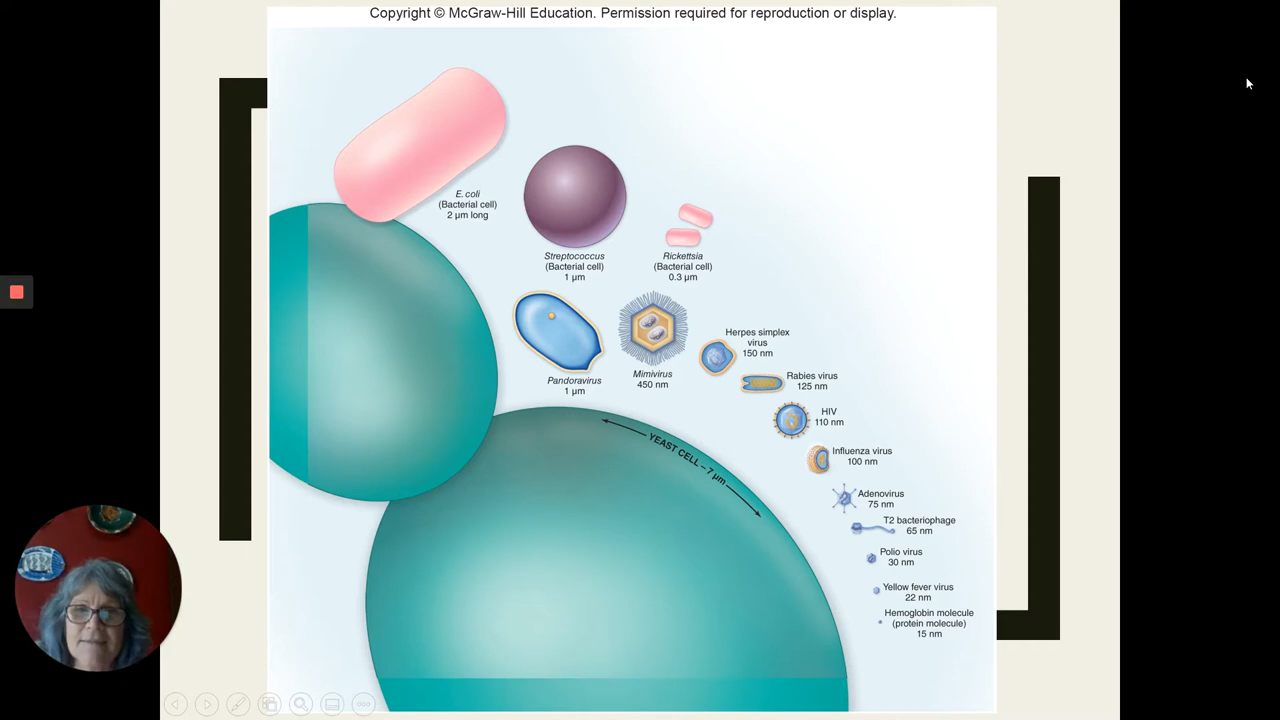 Copyright © McGraw-Hill Education. Permission required for reproduction or display.
E. coli
(Bacterial cell)
2 µm long
Streptococcus
(Bacterial cell)
1 µm
Rickettsia
(Bacterial cell)
0.3 µm
Pandoravirus
1 µm
Mimivirus
450 nm
Herpes simplex
virus
150 nm
Rabies virus
125 nm
HIV
110 nm
Influenza virus
100 nm
YEAST CELL – 7 µm
Adenovirus
75 nm
T2 bacteriophage
65 nm
Polio virus
30 nm
Yellow fever virus
22 nm
Hemoglobin molecule
(protein molecule)
15 nm